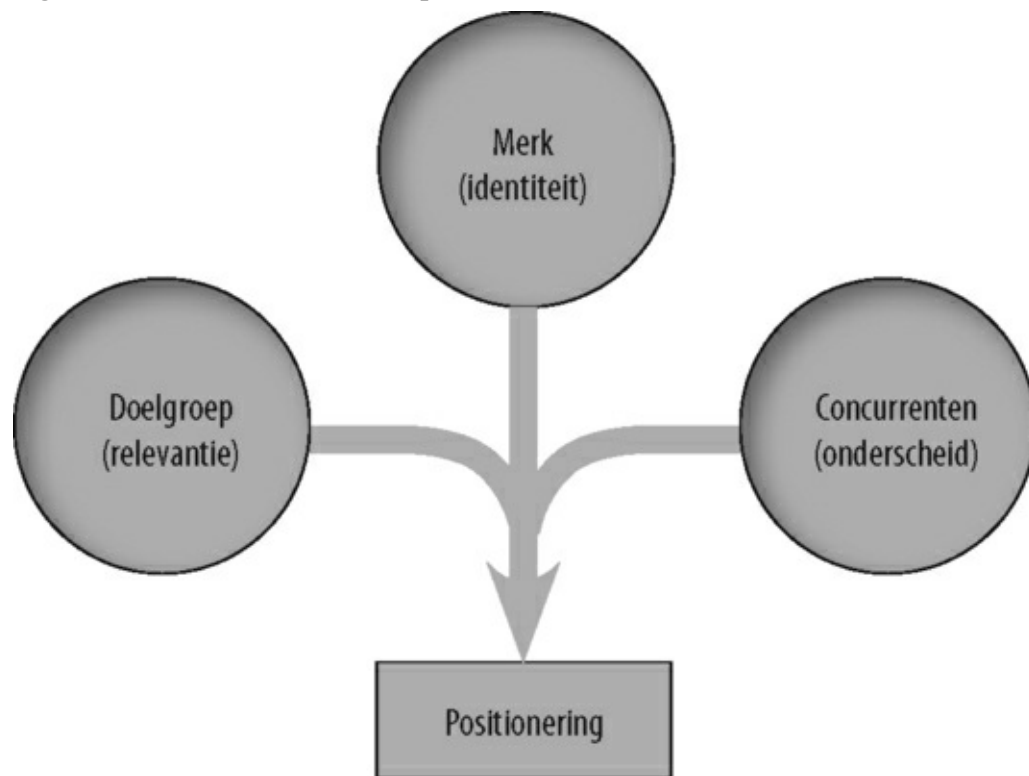 Merk
(identiteit)
Doelgroep
(relevantie)
Concurrenten
(onderscheid)
Positionering